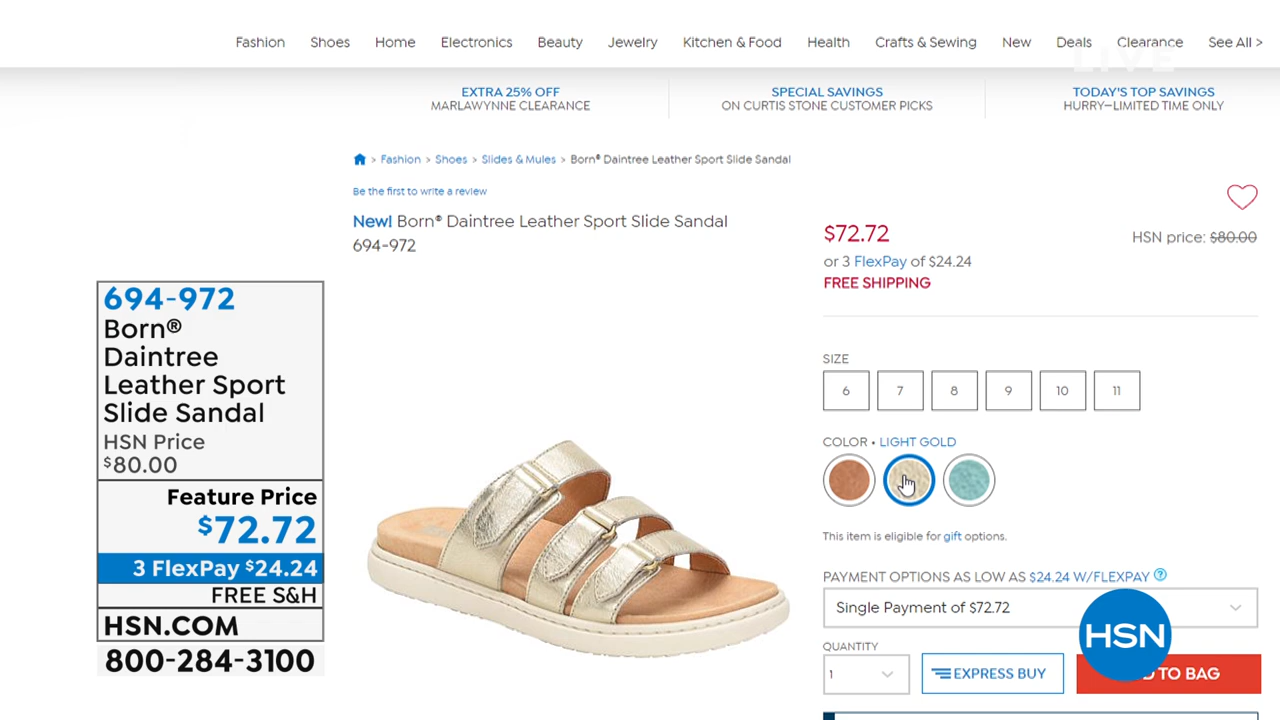 Fashion Shoes Home Electronics Beauty Jewelry Kitchen & Food Health Crafts & Sewing New Deals Clearance See All >
LIVE
EXTRA 25% OFF
MARLAWYNNE CLEARANCE
SPECIAL SAVINGS
ON CURTIS STONE CUSTOMER PICKS
TODAY'S TOP SAVINGS
HURRY–LIMITED TIME ONLY
> Fashion > Shoes > Slides & Mules > Born® Daintree Leather Sport Slide Sandal
Be the first to write a review
New! Born® Daintree Leather Sport Slide Sandal
694-972
$72.72
HSN price: $80.00
or 3 FlexPay of $24.24
FREE SHIPPING
SIZE
6 7 8 9 10 11
COLOR • LIGHT GOLD
This item is eligible for gift options.
PAYMENT OPTIONS AS LOW AS $24.24 W/FLEXPAY ?
Single Payment of $72.72
QUANTITY
1
EXPRESS BUY
TO BAG
HSN
694-972
Born®
Daintree
Leather Sport
Slide Sandal
HSN Price
$80.00
Feature Price
$72.72
3 FlexPay $24.24
FREE S&H
HSN.COM
800-284-3100